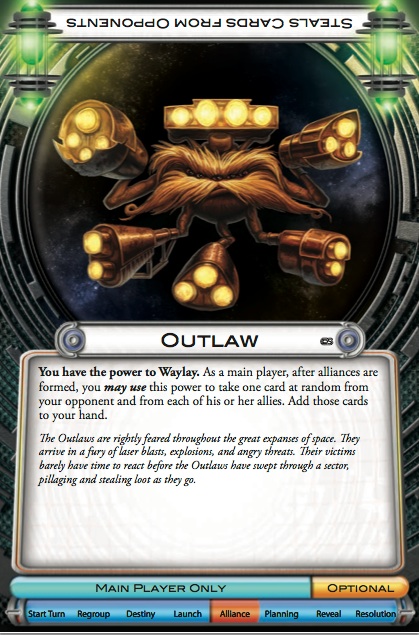 STEALS CARDS FROM OPPONENTS
OUTLAW
You have the power to Waylay. As a main player, after alliances are
formed, you may use this power to take one card at random from
your opponent and from each of his or her allies. Add those cards
to your hand.
The Outlaws are rightly feared throughout the great expanses of space. They
arrive in a fury of laser blasts, explosions, and angry threats. Their victims
barely have time to react before the Outlaws have swept through a sector,
pillaging and stealing loot as they go.
MAIN PLAYER ONLY OPTIONAL
Start Turn Regroup Destiny Launch Alliance Planning Reveal Resolution